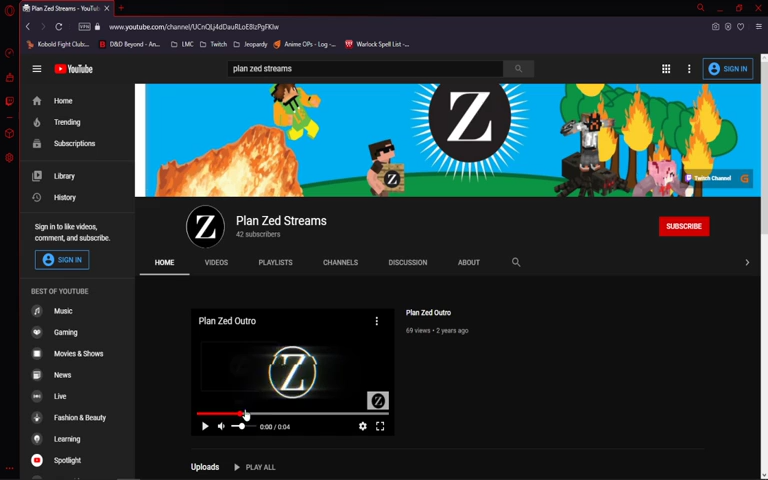 Plan Zed Streams - YouTub
VPN www.youtube.com/channel/UCnQLj4dDauRLoE8IzPgFKlw
Kobold Fight Club:... D&D Beyond - An... LMC Twitch Jeopardy Anime OPs - Log -... Warlock Spell List -...
YouTube
plan zed streams
SIGN IN
Home
Trending
Subscriptions
Library
History
Sign in to like videos,
comment, and subscribe.
SIGN IN
BEST OF YOUTUBE
Music
Gaming
Movies & Shows
News
Live
Fashion & Beauty
Learning
Spotlight
Z
Z
Twitch Channel G
Z
Plan Zed Streams
42 subscribers
SUBSCRIBE
HOME VIDEOS PLAYLISTS CHANNELS DISCUSSION ABOUT
Plan Zed Outro
Z
Z
0:00 / 0:04
Plan Zed Outro
69 views • 2 years ago
Uploads PLAY ALL